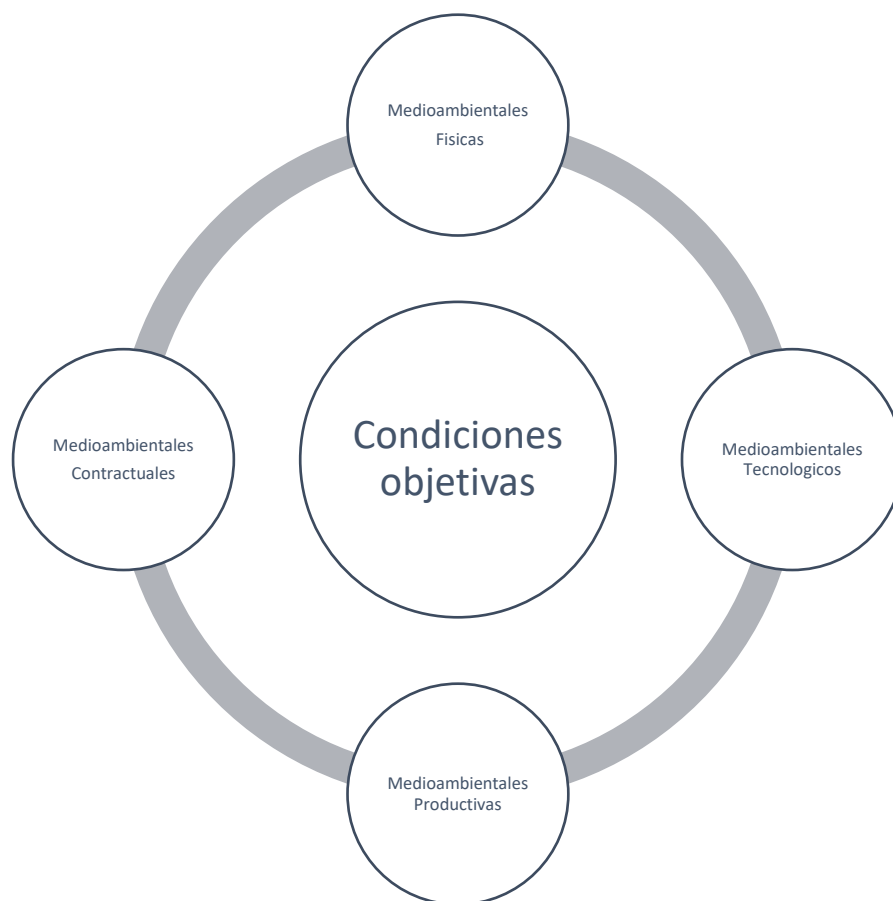 Medioambientales
Fisicas
Condiciones
objetivas
Medioambientales
Contractuales
Medioambientales
Tecnologicos
Medioambientales
Productivas